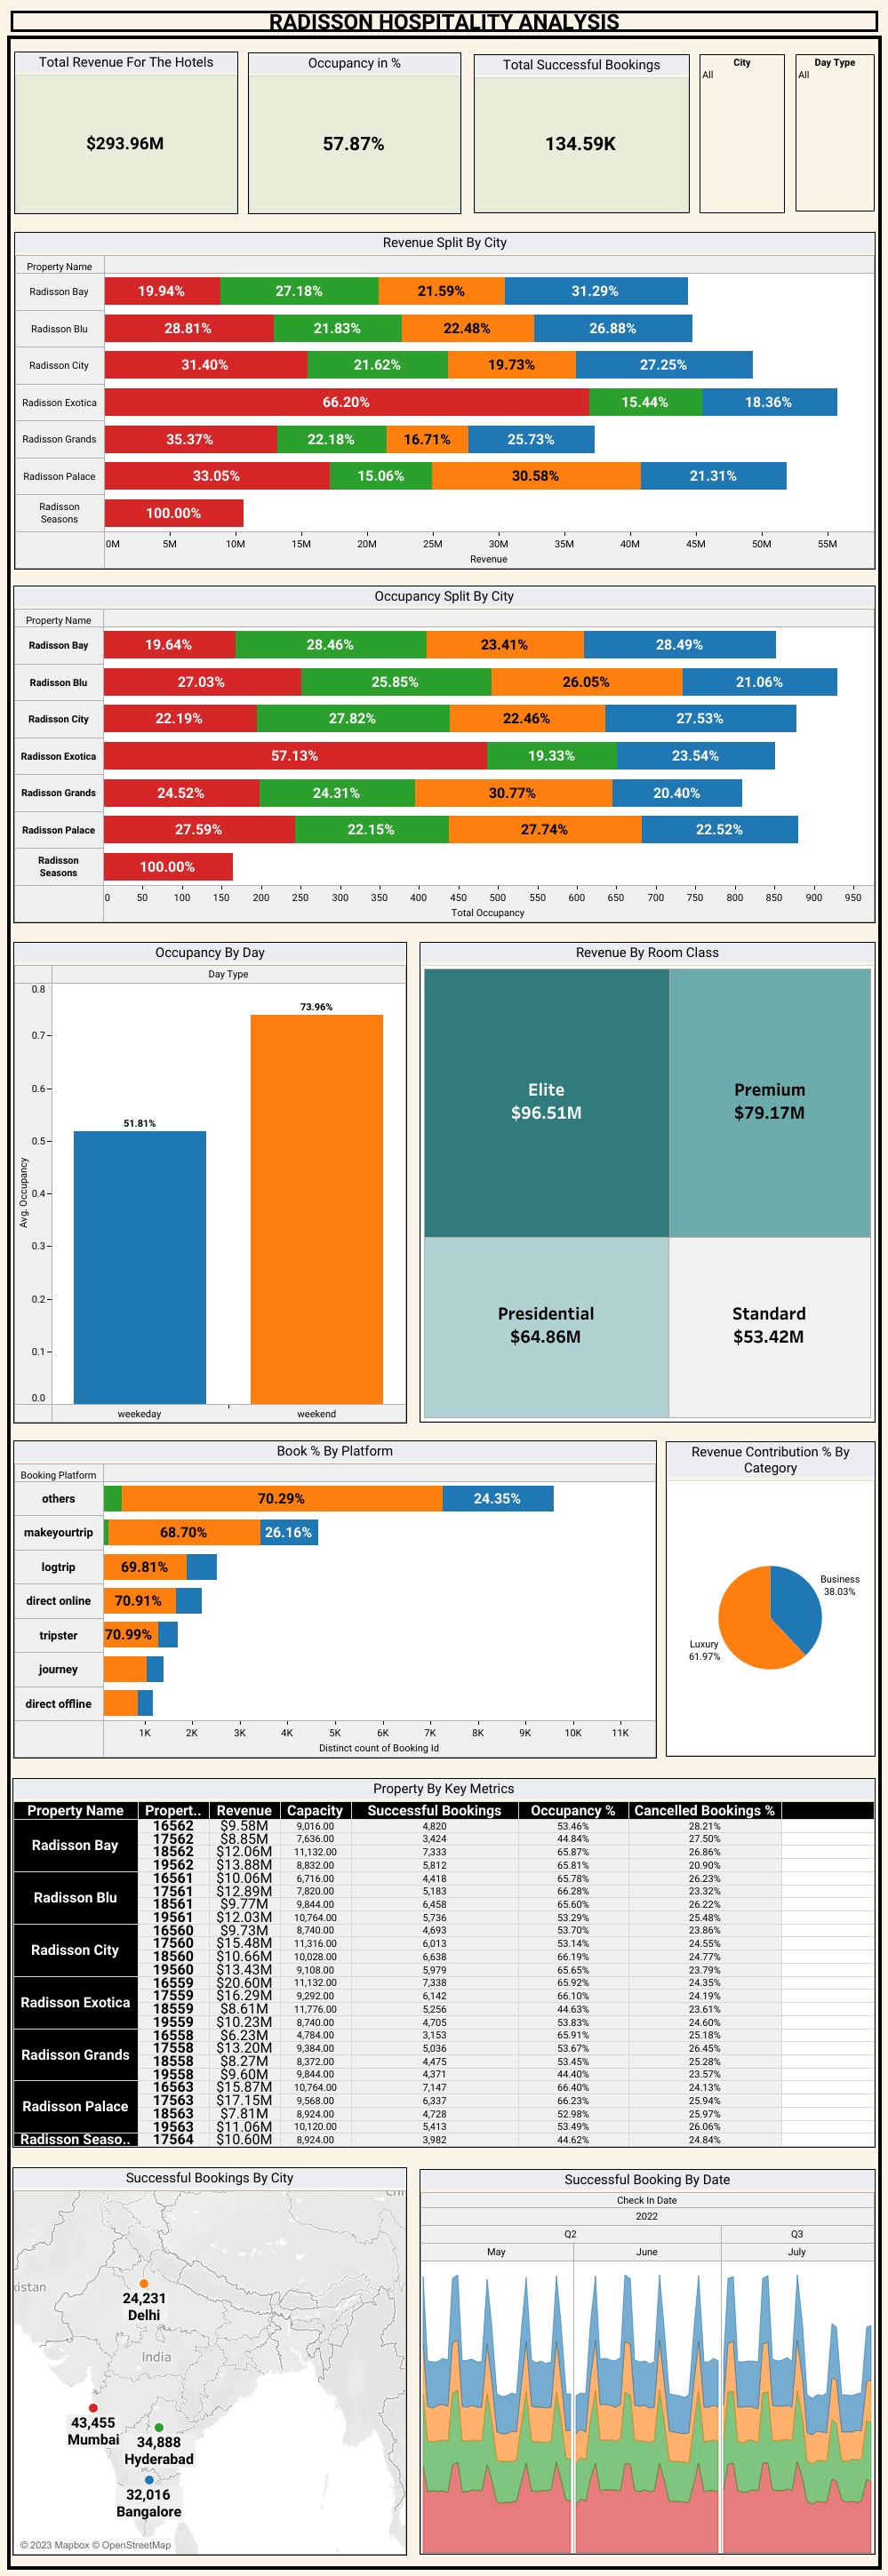 RADISSON HOSPITALITY ANALYSIS
Total Revenue For The Hotels
$293.96M
Occupancy in %
57.87%
Total Successful Bookings
134.59K
City
All
Day Type
All
Revenue Split By City
Property Name
Radisson Bay 19.94% 27.18% 21.59% 31.29%
Radisson Blu 28.81% 21.83% 22.48% 26.88%
Radisson City 31.40% 21.62% 19.73% 27.25%
Radisson Exotica 66.20% 15.44% 18.36%
Radisson Grands 35.37% 22.18% 16.71% 25.73%
Radisson Palace 33.05% 15.06% 30.58% 21.31%
Radisson
Seasons
100.00%
0M 5M 10M 15M 20M 25M 30M 35M 40M 45M 50M 55M
Revenue
Occupancy Split By City
Property Name
Radisson Bay 19.64% 28.46% 23.41% 28.49%
Radisson Blu 27.03% 25.85% 26.05% 21.06%
Radisson City 22.19% 27.82% 22.46% 27.53%
Radisson Exotica 57.13% 19.33% 23.54%
Radisson Grands 24.52% 24.31% 30.77% 20.40%
Radisson Palace 27.59% 22.15% 27.74% 22.52%
Radisson
Seasons
100.00%
0 50 100 150 200 250 300 350 400 450 500 550 600 650 700 750 800 850 900 950
Total Occupancy
Occupancy By Day
Day Type
Avg. Occupancy
0.8
0.7
0.6
0.5
0.4
0.3
0.2
0.1
0.0
51.81%
73.96%
weekeday weekend
Revenue By Room Class
Elite
$96.51M
Premium
$79.17M
Presidential
$64.86M
Standard
$53.42M
Book % By Platform
Booking Platform
others 70.29% 24.35%
makeyourtrip 68.70% 26.16%
logtrip 69.81%
direct online 70.91%
tripster 70.99%
journey
direct offline
1K 2K 3K 4K 5K 6K 7K 8K 9K 10K 11K
Distinct count of Booking Id
Revenue Contribution % By
Category
Business
38.03%
Luxury
61.97%
Property By Key Metrics
Property Name Propert.. Revenue Capacity Successful Bookings Occupancy % Cancelled Bookings %
Radisson Bay
16562 $9.58M 9,016.00 4,820 53.46% 28.21%
17562 $8.85M 7,636.00 3,424 44.84% 27.50%
18562 $12.06M 11,132.00 7,333 65.87% 26.86%
19562 $13.88M 8,832.00 5,812 65.81% 20.90%
Radisson Blu
16561 $10.06M 6,716.00 4,418 65.78% 26.23%
17561 $12.89M 7,820.00 5,183 66.28% 23.32%
18561 $9.77M 9,844.00 6,458 65.60% 26.22%
19561 $12.03M 10,764.00 5,736 53.29% 25.48%
Radisson City
16560 $9.73M 8,740.00 4,693 53.70% 23.86%
17560 $15.48M 11,316.00 6,013 53.14% 24.55%
18560 $10.66M 10,028.00 6,638 66.19% 24.77%
19560 $13.43M 9,108.00 5,979 65.65% 23.79%
Radisson Exotica
16559 $20.60M 11,132.00 7,338 65.92% 24.35%
17559 $16.29M 9,292.00 6,142 66.10% 24.19%
18559 $8.61M 11,776.00 5,256 44.63% 23.61%
19559 $10.23M 8,740.00 4,705 53.83% 24.60%
Radisson Grands
16558 $6.23M 4,784.00 3,153 65.91% 25.18%
17558 $13.20M 9,384.00 5,036 53.67% 26.45%
18558 $8.27M 8,372.00 4,475 53.45% 25.28%
19558 $9.60M 9,844.00 4,371 44.40% 23.57%
Radisson Palace
16563 $15.87M 10,764.00 7,147 66.40% 24.13%
17563 $17.15M 9,568.00 6,337 66.23% 25.94%
18563 $7.81M 8,924.00 4,728 52.98% 25.97%
19563 $11.06M 10,120.00 5,413 53.49% 26.06%
Radisson Seaso.. 17564 $10.60M 8,924.00 3,982 44.62% 24.84%
Successful Bookings By City
Chi
kistan
24,231
Delhi
India
43,455
Mumbai
34,888
Hyderabad
32,016
Bangalore
© 2023 Mapbox © OpenStreetMap
Successful Booking By Date
Check In Date
2022
Q2 Q3
May June July